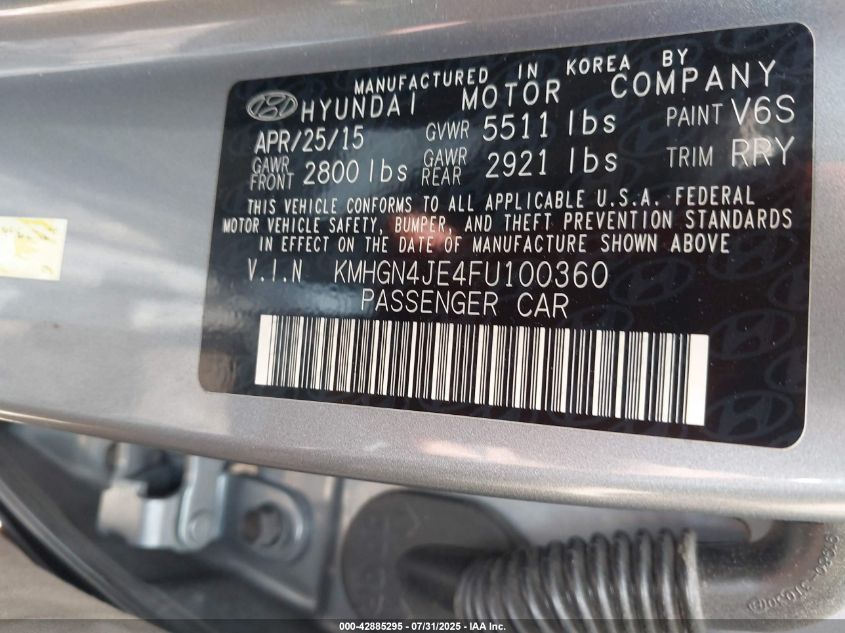 MANUFACTURED IN KOREA BY
HYUNDAI MOTOR COMPANY
APR/25/15 GVWR 5511 lbs PAINT V6S
GAWR FRONT 2800 lbs GAWR REAR 2921 lbs TRIM RRY
THIS VEHICLE CONFORMS TO ALL APPLICABLE U.S.A. FEDERAL
MOTOR VEHICLE SAFETY, BUMPER, AND THEFT PREVENTION STANDARDS
IN EFFECT ON THE DATE OF MANUFACTURE SHOWN ABOVE
V.I.N KMHGN4JE4FU100360
PASSENGER CAR
000-42885295 - 07/31/2025 - IAA Inc.